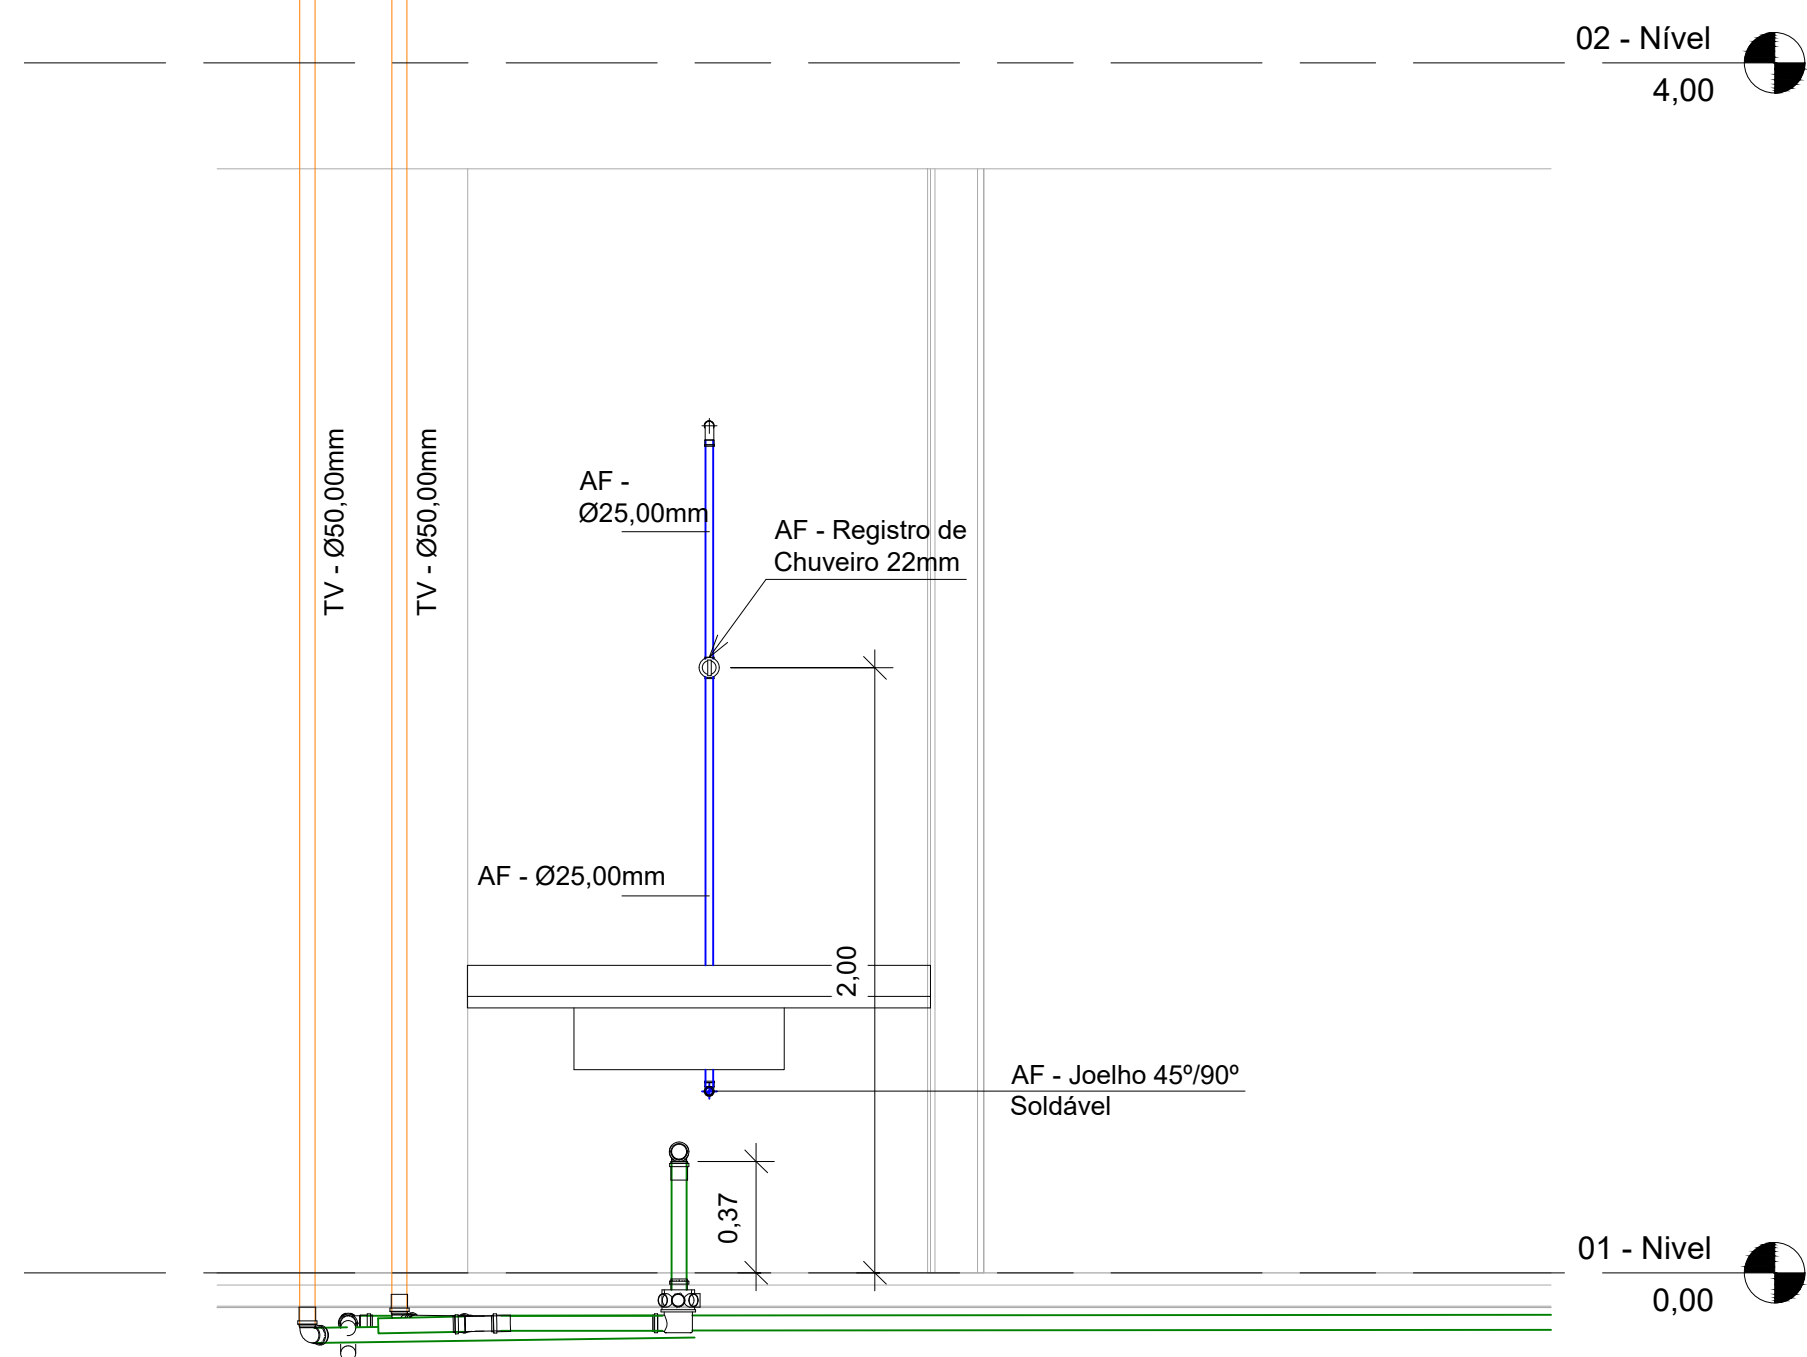 02 - Nível
4,00
TV - Ø50,00mm
TV - Ø50,00mm
AF -
Ø25,00mm
AF - Registro de
Chuveiro 22mm
AF - Ø25,00mm
2,00
AF - Joelho 45º/90º
Soldável
0,37
01 - Nivel
0,00